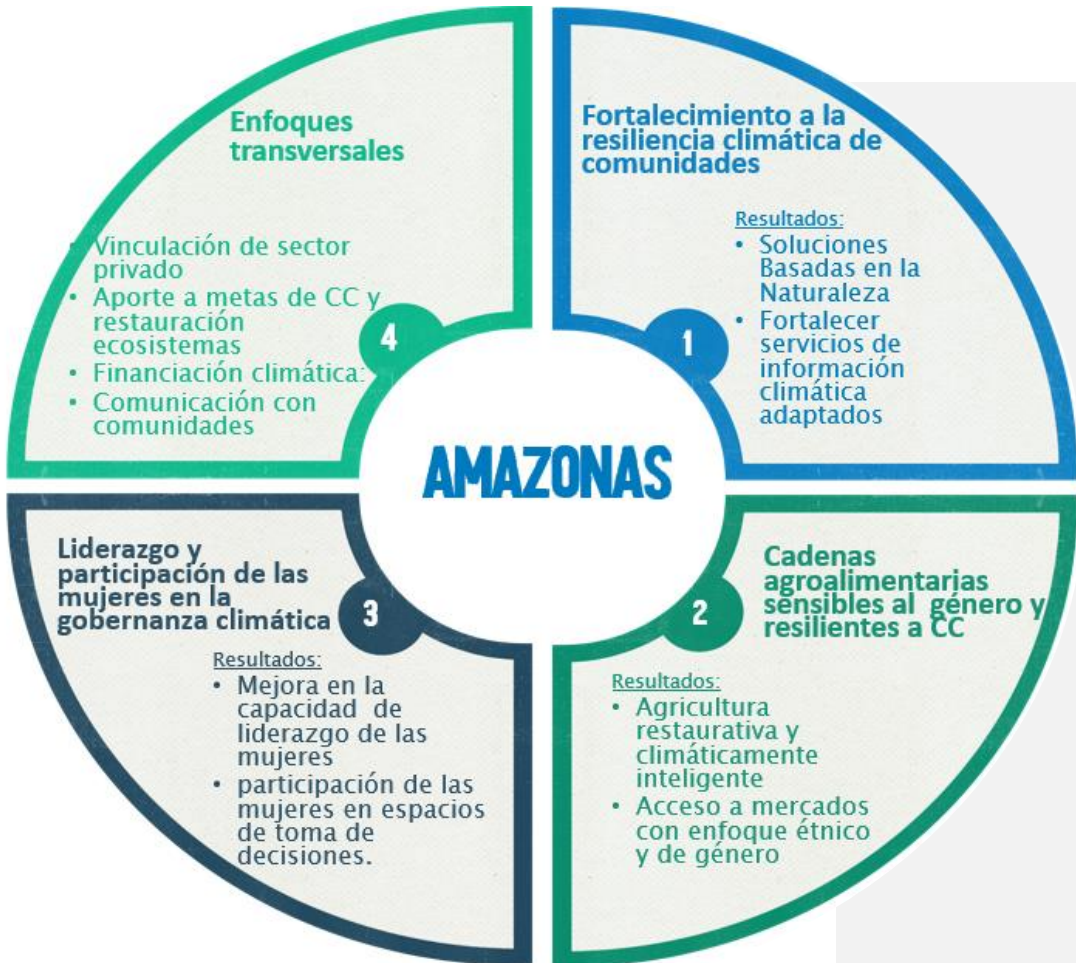 Enfoques
transversales
• Vinculación de sector
privado
• Aporte a metas de CC y
restauración
ecosistemas
• Financiación climática:
• Comunicación con
comunidades
4
Fortalecimiento a la
resiliencia climática de
comunidades
Resultados:
• Soluciones
Basadas en la
Naturaleza
• Fortalecer
servicios de
información
climática
adaptados
1
AMAZONAS
Liderazgo y
participación de las
mujeres en la
gobernanza climática
3
Resultados:
• Mejora en la
capacidad de
liderazgo de las
mujeres
• participación de las
mujeres en espacios
de toma de
decisiones.
Cadenas
agroalimentarias
sensibles al género y
resilientes a CC
2
Resultados:
• Agricultura
restaurativa y
climáticamente
inteligente
• Acceso a mercados
con enfoque étnico
y de género